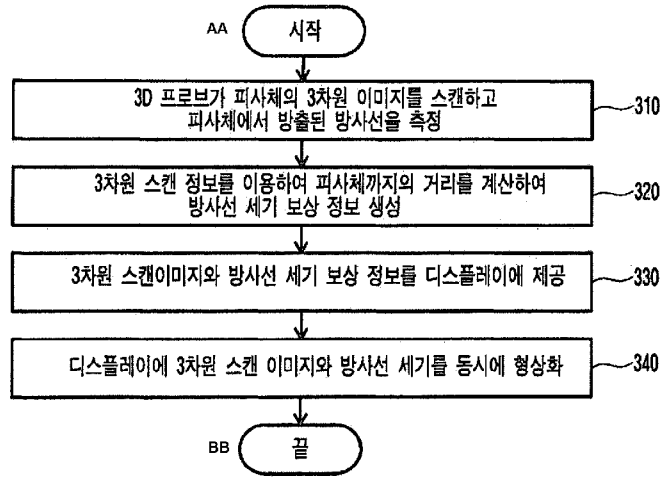 AA
시작
3D 프로브가 피사체의 3차원 이미지를 스캔하고
피사체에서 방출된 방사선을 측정
310
3차원 스캔 정보를 이용하여 피사체까지의 거리를 계산하여
방사선 세기 보상 정보 생성
320
3차원 스캔이미지와 방사선 세기 보상 정보를 디스플레이에 제공
330
디스플레이에 3차원 스캔 이미지와 방사선 세기를 동시에 형상화
340
BB
끝